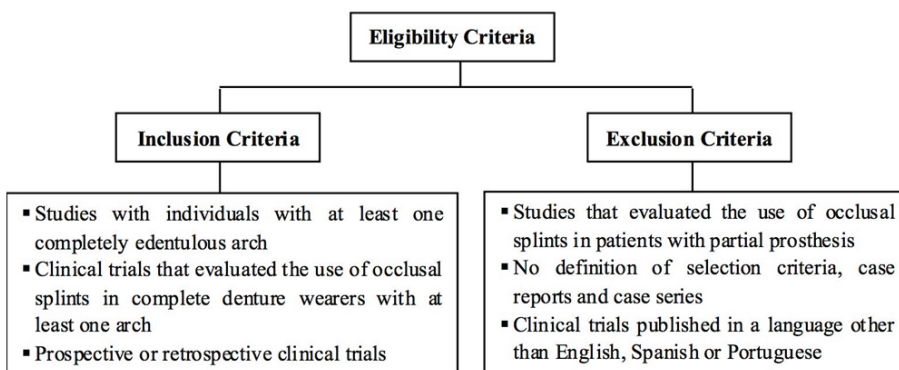 Eligibility Criteria
Inclusion Criteria
▪ Studies with individuals with at least one
completely edentulous arch
▪ Clinical trials that evaluated the use of occlusal
splints in complete denture wearers with at
least one arch
▪ Prospective or retrospective clinical trials
Exclusion Criteria
▪ Studies that evaluated the use of occlusal
splints in patients with partial prosthesis
▪ No definition of selection criteria, case
reports and case series
▪ Clinical trials published in a language other
than English, Spanish or Portuguese